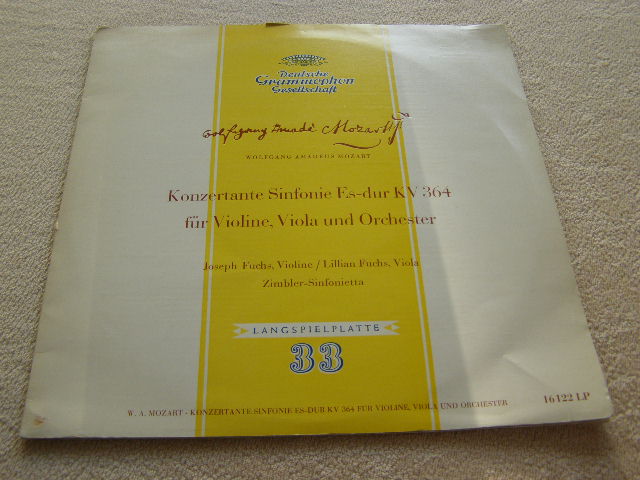 Deutsche
Grammophon
Gesellschaft
Wolfgang Amadè Mozart
WOLFGANG AMADEUS MOZART
Konzertante Sinfonie Es-dur KV 364
für Violine, Viola und Orchester
Joseph Fuchs, Violine / Lillian Fuchs, Viola
Zimbler-Sinfonietta
LANGSPIELPLATTE
33
W. A. MOZART - KONZERTANTE SINFONIE ES-DUR KV 364 FÜR VIOLINE, VIOLA UND ORCHESTER
16122 LP